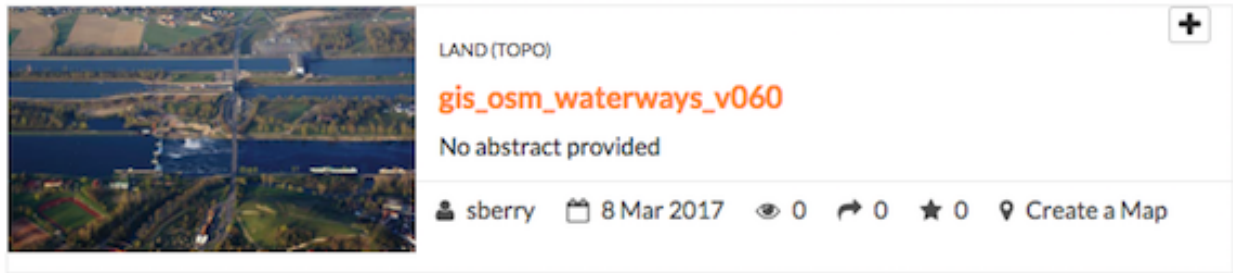 LAND (TOPO)
gis_osm_waterways_v060
No abstract provided
sberry 8 Mar 2017 0 0 0 Create a Map